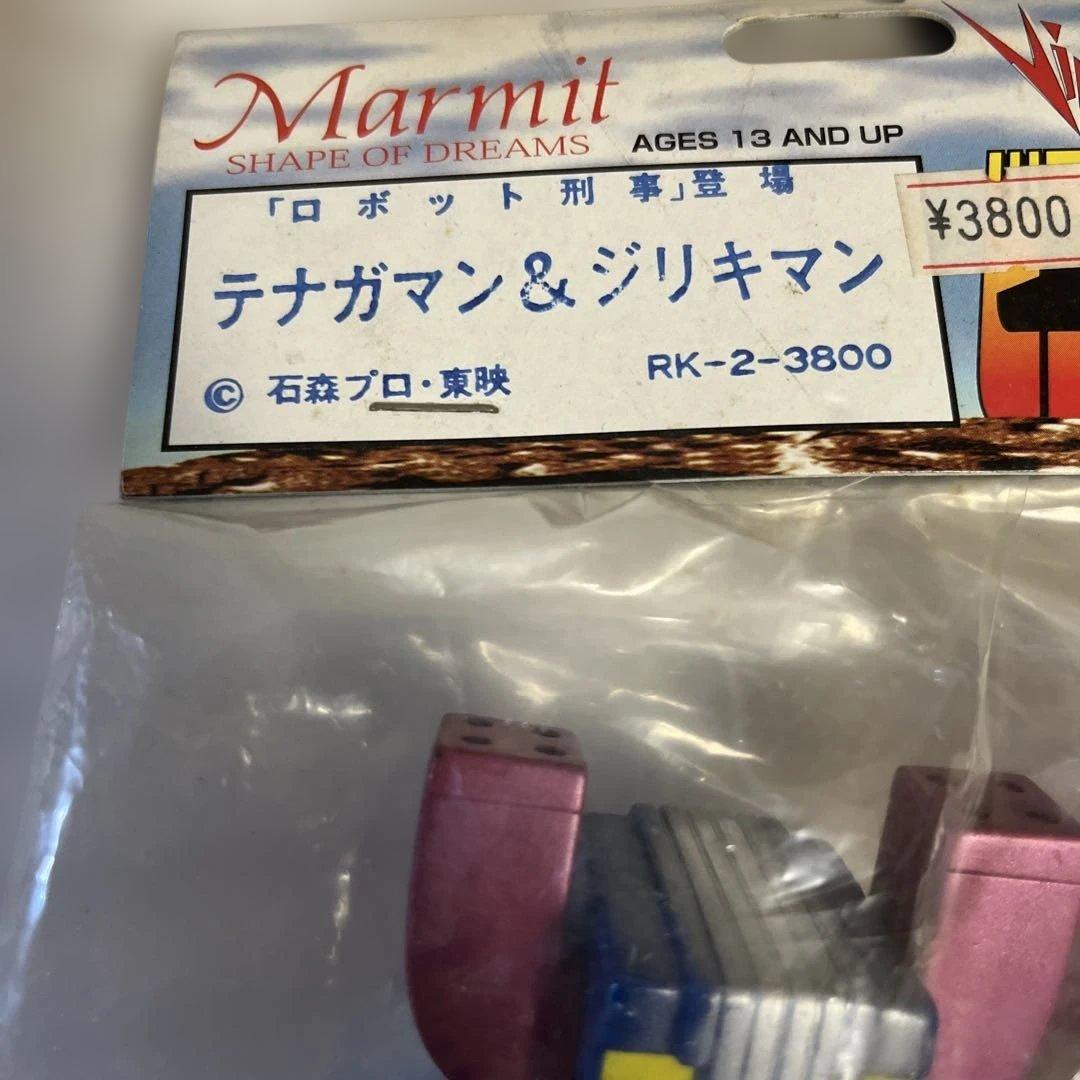 Marmit
SHAPE OF DREAMS
AGES 13 AND UP
「ロボット刑事」登場
¥3800
テナガマン&ジリキマン
RK-2-3800
© 石森プロ・東映